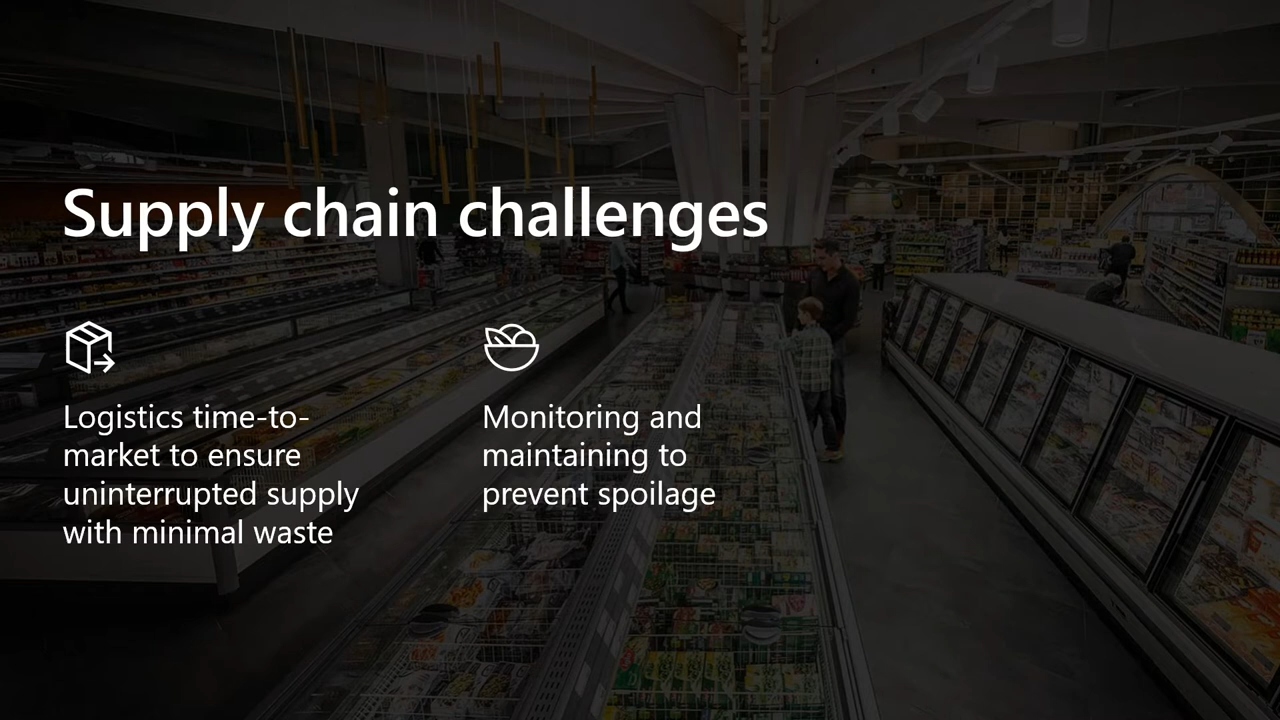 Supply chain challenges
Logistics time-to-
market to ensure
uninterrupted supply
with minimal waste
Monitoring and
maintaining to
prevent spoilage